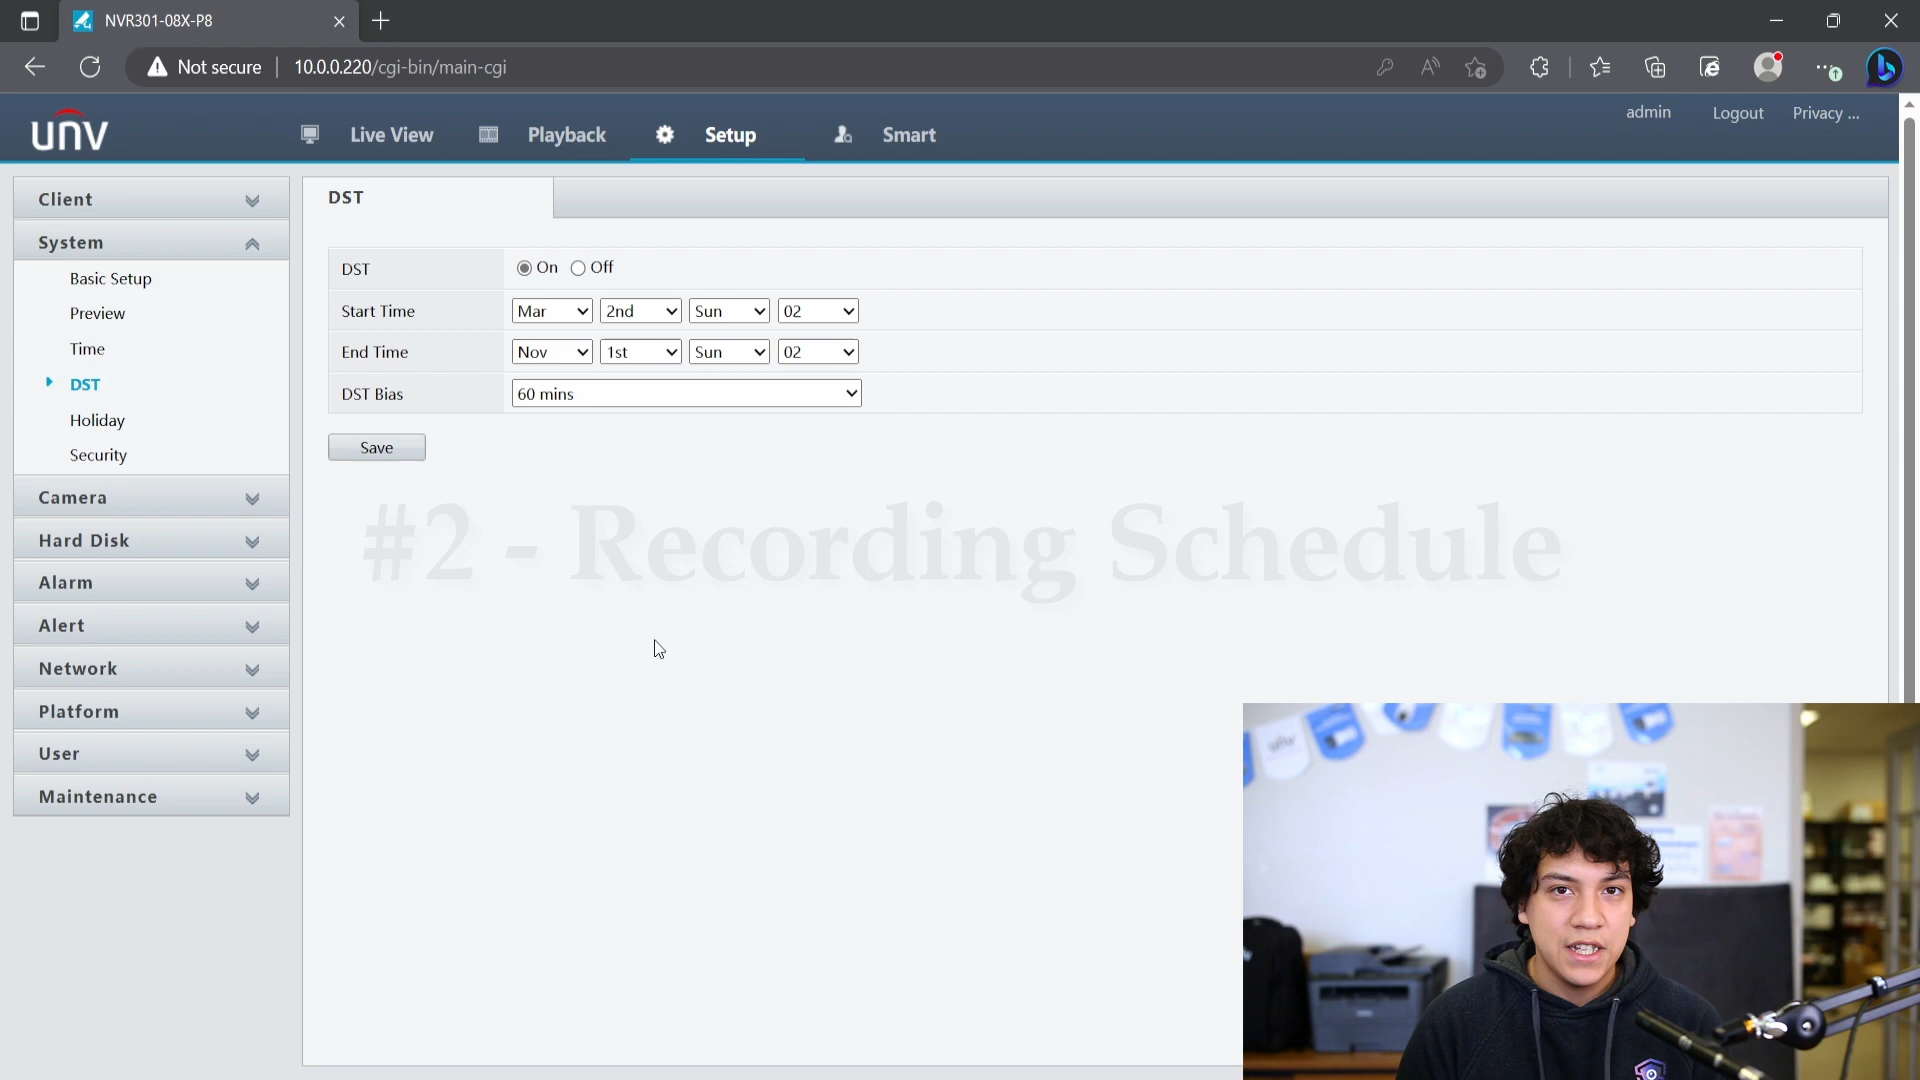 NVR301-08X-P8
Not secure
10.0.0.220/cgi-bin/main-cgi
admin
Logout
Privacy ...
unv
Live View
Playback
Setup
Smart
Client
System
Basic Setup
Preview
Time
DST
Holiday
Security
Camera
Hard Disk
Alarm
Alert
Network
Platform
User
Maintenance
DST
DST On Off
Start Time Mar 2nd Sun 02
End Time Nov 1st Sun 02
DST Bias 60 mins
Save
#2 - Recording Schedule
unv